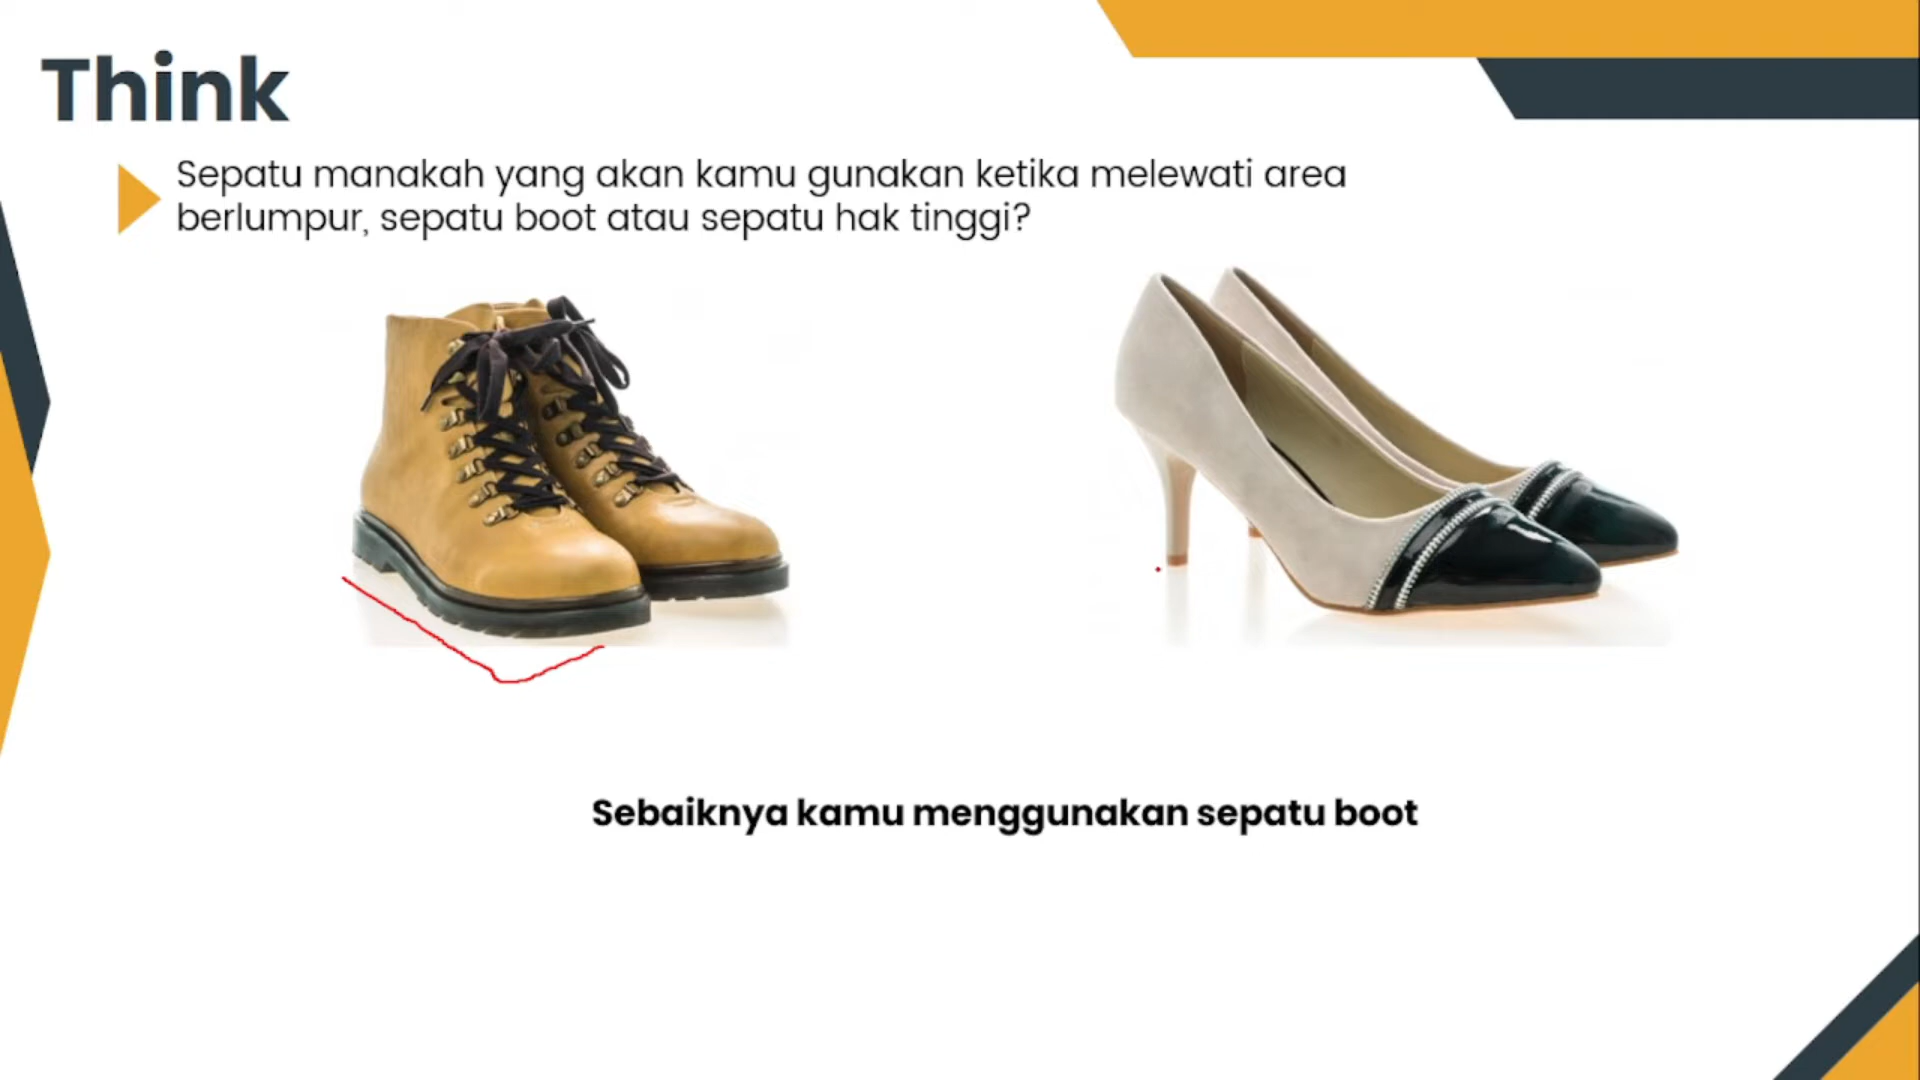 Think
Sepatu manakah yang akan kamu gunakan ketika melewati area
berlumpur, sepatu boot atau sepatu hak tinggi?
Sebaiknya kamu menggunakan sepatu boot